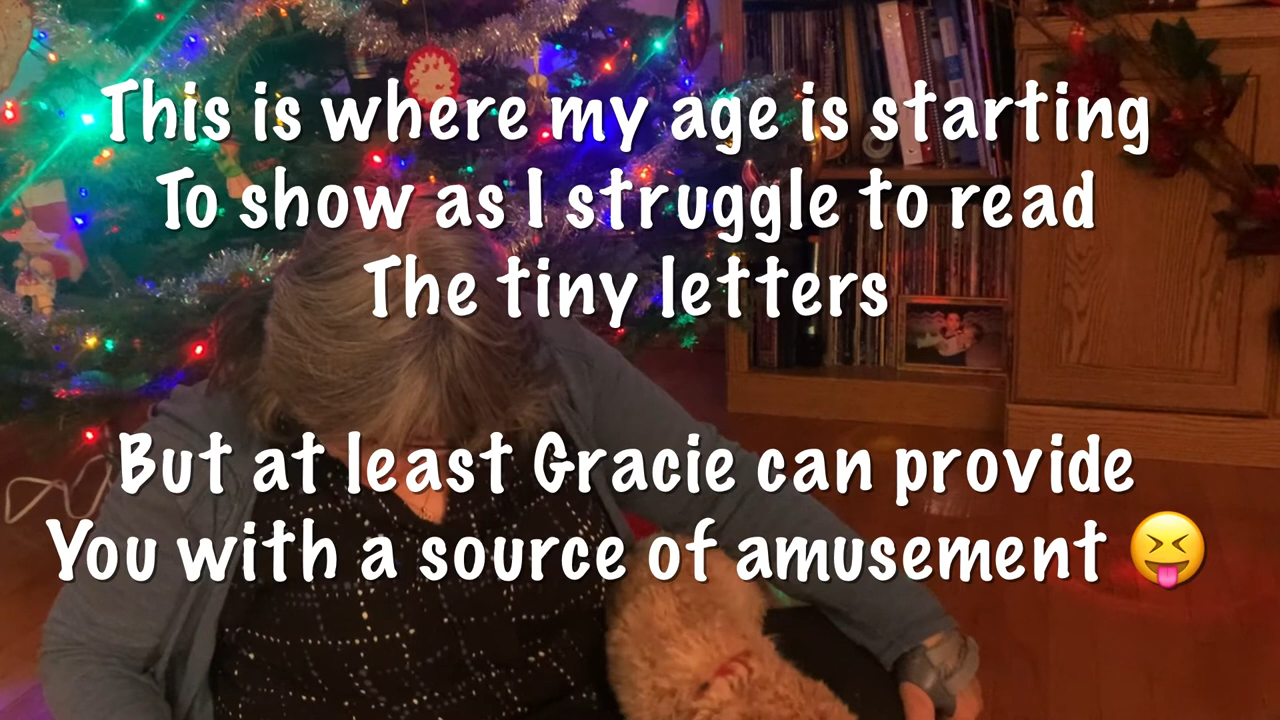 This is where my age is starting
To show as I struggle to read
The tiny letters
But at least Gracie can provide
You with a source of amusement 😝